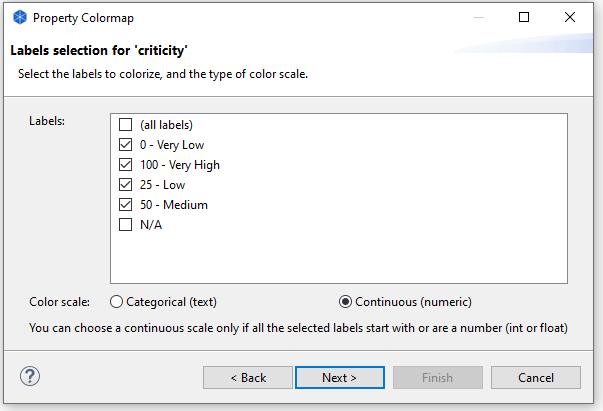 Property Colormap
Labels selection for 'criticity'
Select the labels to colorize, and the type of color scale.
Labels:
(all labels)
0 - Very Low
100 - Very High
25 - Low
50 - Medium
N/A
Color scale: Categorical (text) Continuous (numeric)
You can choose a continuous scale only if all the selected labels start with or are a number (int or float)
? < Back Next > Finish Cancel